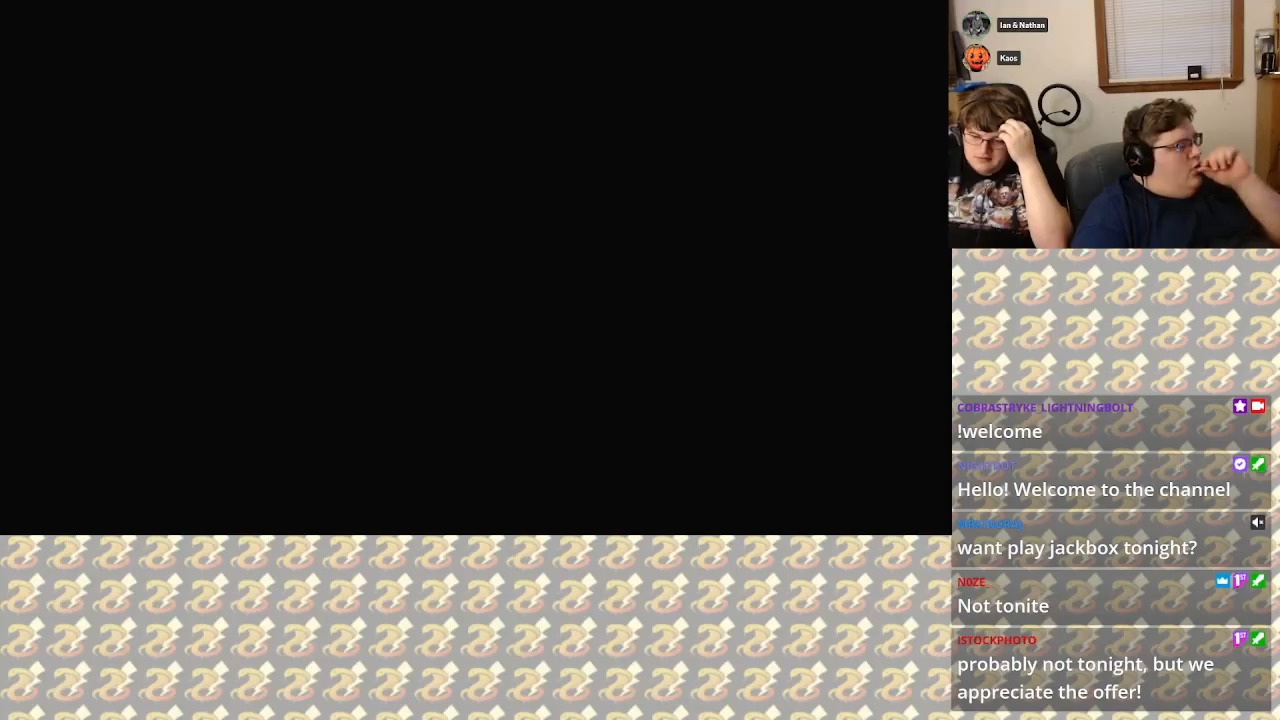 Ian & Nathan
Kaos
COBRASTRYKE_LIGHTNINGBOLT
!welcome
Hello! Welcome to the channel
want play jackbox tonight?
N0ZE_
Not tonite
ISTOCKPHOTO
probably not tonight, but we
appreciate the offer!